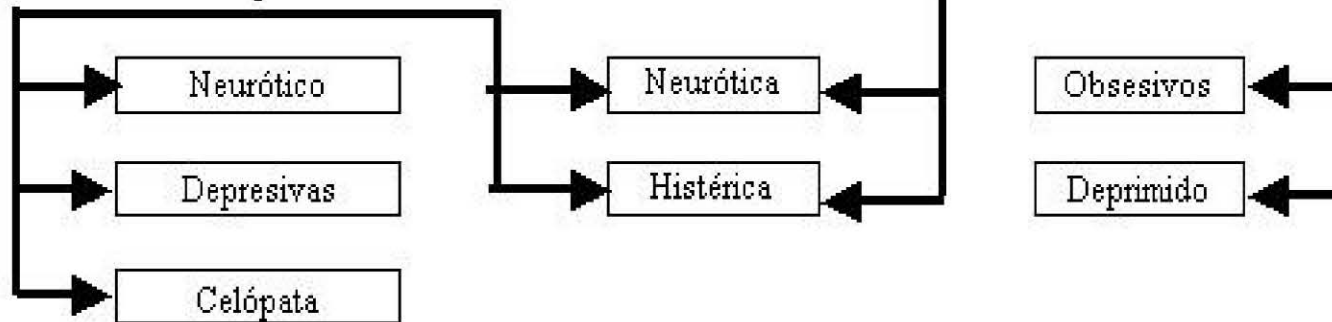 Neurótico
Neurótica
Obsesivos
Depresivas
Histérica
Deprimido
Celópata